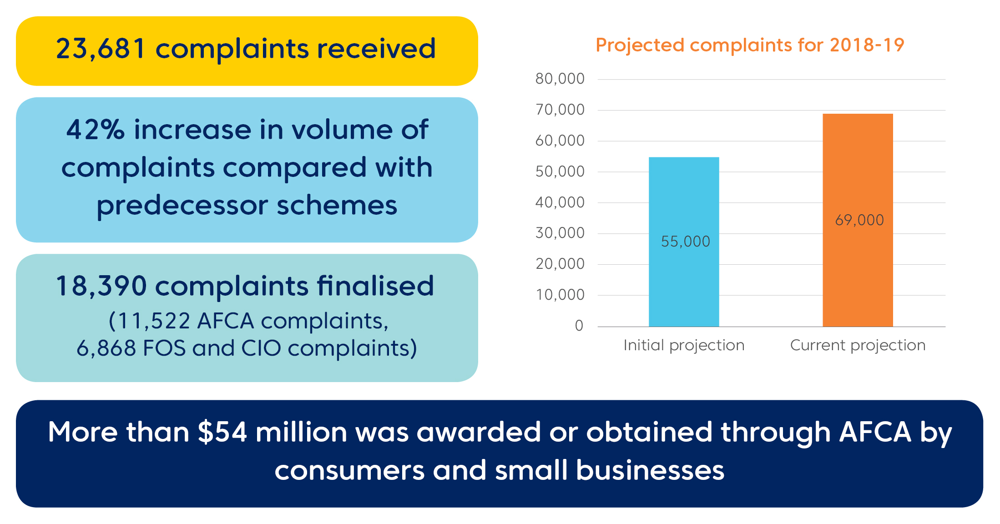 23,681 complaints received
42% increase in volume of
complaints compared with
predecessor schemes
18,390 complaints finalised
(11,522 AFCA complaints,
6,868 FOS and CIO complaints)
Projected complaints for 2018-19
80,000
70,000
60,000
50,000
40,000
30,000
20,000
10,000
0
55,000
69,000
Initial projection
Current projection
More than $54 million was awarded or obtained through AFCA by
consumers and small businesses